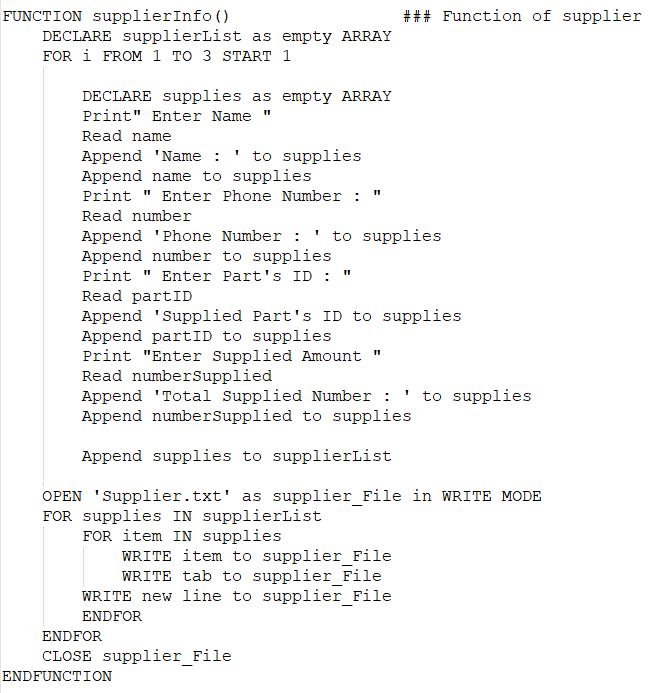 FUNCTION supplierInfo() ### Function of supplier
DECLARE supplierList as empty ARRAY
FOR i FROM 1 TO 3 START 1
DECLARE supplies as empty ARRAY
Print" Enter Name "
Read name
Append 'Name : ' to supplies
Append name to supplies
Print " Enter Phone Number : "
Read number
Append 'Phone Number : ' to supplies
Append number to supplies
Print " Enter Part's ID : "
Read partID
Append 'Supplied Part's ID to supplies
Append partID to supplies
Print "Enter Supplied Amount "
Read numberSupplied
Append 'Total Supplied Number : ' to supplies
Append numberSupplied to supplies
Append supplies to supplierList
OPEN 'Supplier.txt' as supplier_File in WRITE MODE
FOR supplies IN supplierList
FOR item IN supplies
WRITE item to supplier_File
WRITE tab to supplier_File
WRITE new line to supplier_File
ENDFOR
ENDFOR
CLOSE supplier_File
ENDFUNCTION